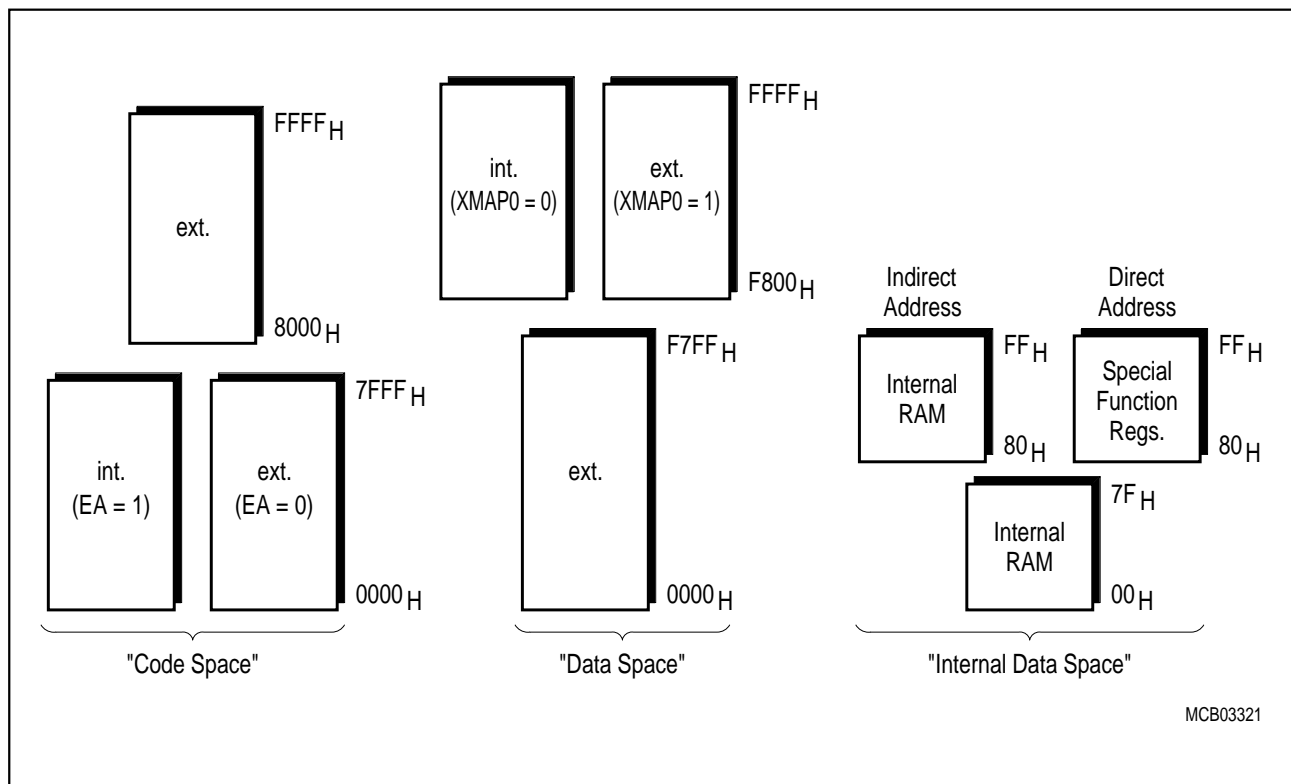 FFFF H
ext.
8000 H
int.
(EA = 1)
ext.
(EA = 0)
7FFF H
0000 H
"Code Space"
int.
(XMAP0 = 0)
ext.
(XMAP0 = 1)
FFFF H
F800 H
F7FF H
ext.
0000 H
"Data Space"
Indirect
Address
Internal
RAM
FF H
80 H
Direct
Address
Special
Function
Regs.
FF H
80 H
Internal
RAM
7F H
00 H
"Internal Data Space"
MCB03321